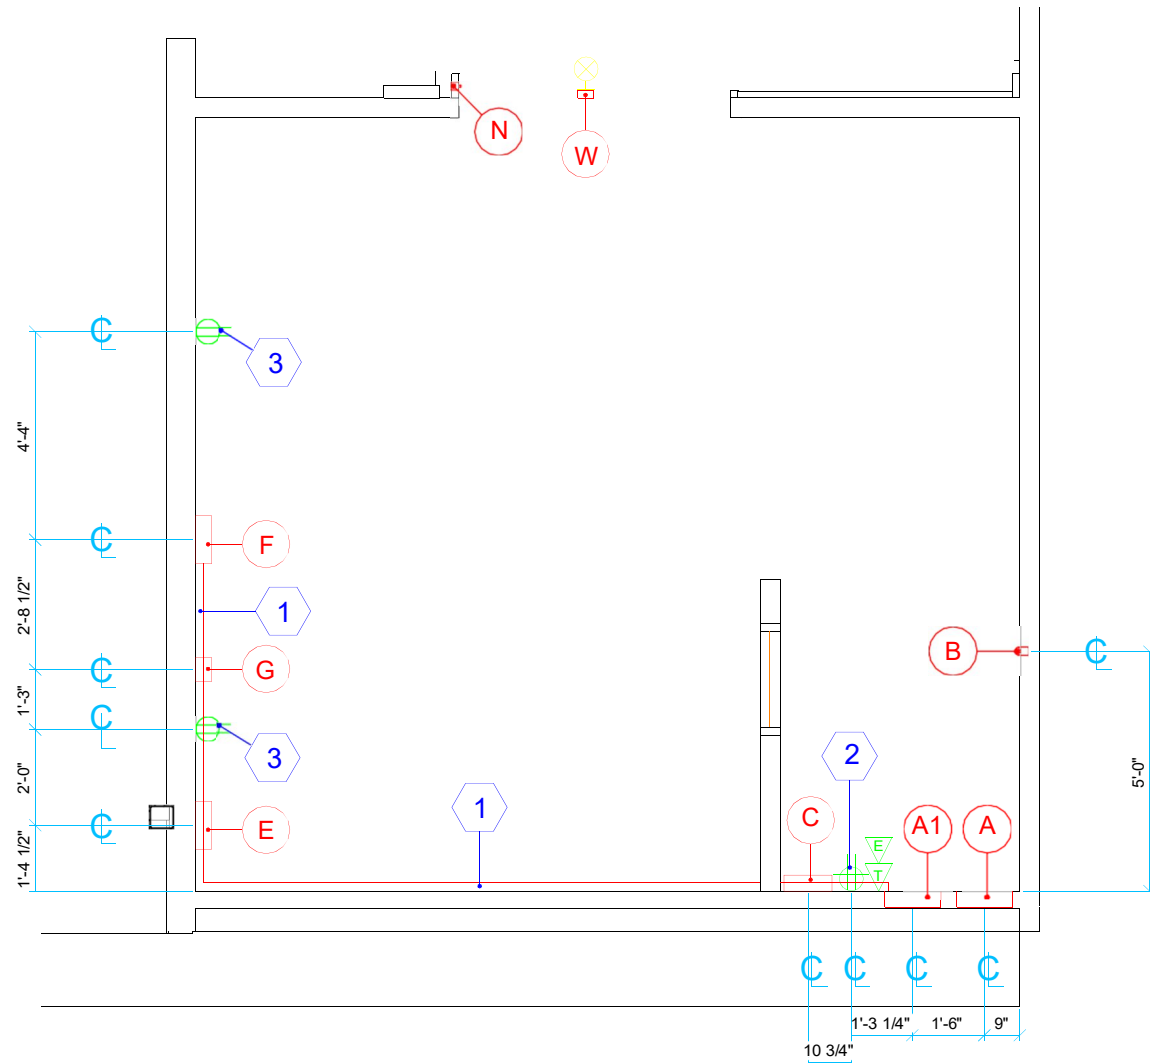 N
W
℄
3
4'-4"
℄
F
2'-8 1/2"
1
℄
G
B
℄
1'-3"
℄
3
2
5'-0"
2'-0"
1
℄
E
C
A1
A
E
T
1'-4 1/2"
℄
℄
℄
℄
1'-3 1/4"
1'-6"
9"
10 3/4"